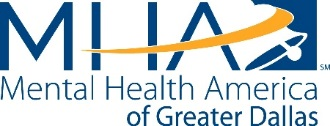 MHA
SM
Mental Health America
of Greater Dallas